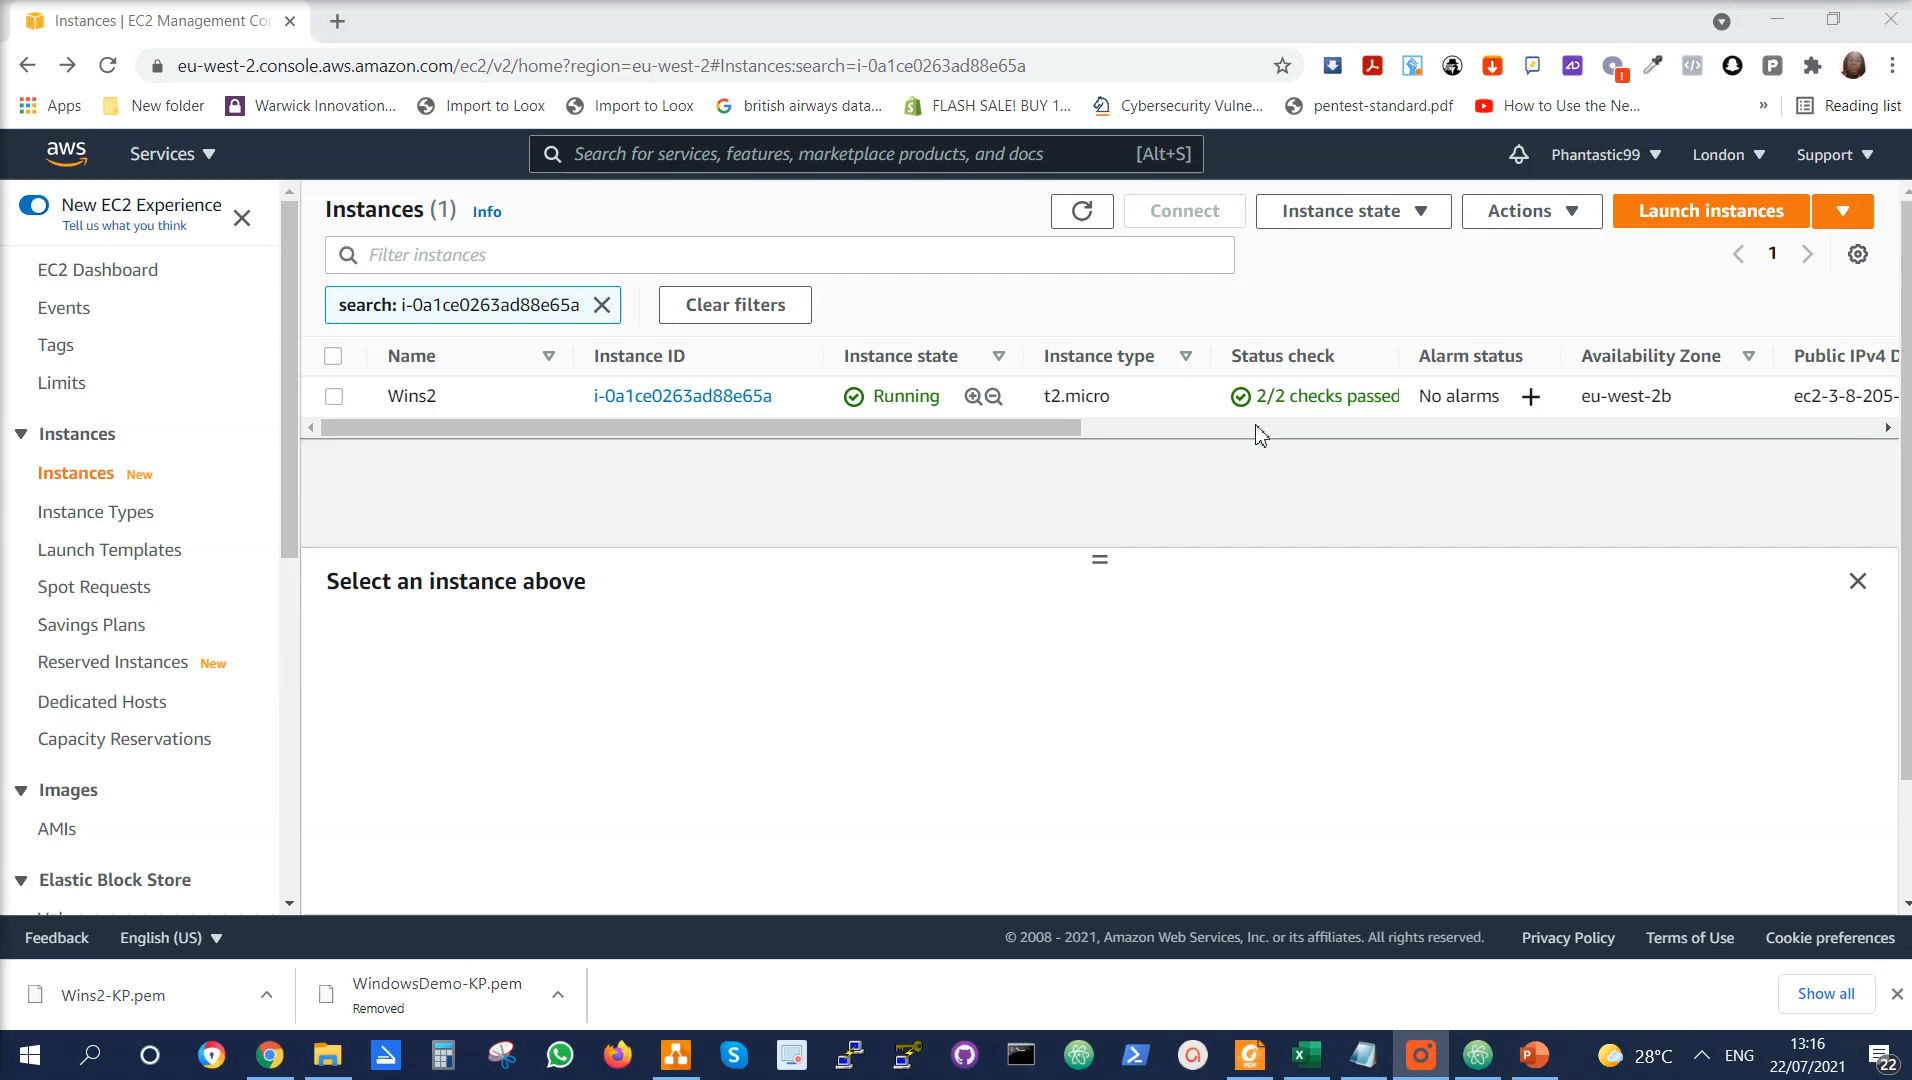 Instances | EC2 Management Co
eu-west-2.console.aws.amazon.com/ec2/v2/home?region=eu-west-2#Instances:search=i-0a1ce0263ad88e65a
Apps New folder Warwick Innovation... Import to Loox Import to Loox british airways data... FLASH SALE! BUY 1... Cybersecurity Vulne... pentest-standard.pdf How to Use the Ne... » Reading list
aws Services Search for services, features, marketplace products, and docs [Alt+S] Phantastic99 London Support
New EC2 Experience
Tell us what you think
EC2 Dashboard
Events
Tags
Limits
Instances
Instances New
Instance Types
Launch Templates
Spot Requests
Savings Plans
Reserved Instances New
Dedicated Hosts
Capacity Reservations
Images
AMIs
Elastic Block Store
Instances (1) Info Connect Instance state Actions Launch instances
Filter instances 1
search: i-0a1ce0263ad88e65a Clear filters
Name Instance ID Instance state Instance type Status check Alarm status Availability Zone Public IPv4 D
Wins2 i-0a1ce0263ad88e65a Running t2.micro 2/2 checks passed No alarms + eu-west-2b ec2-3-8-205-
Select an instance above
Feedback English (US) © 2008 - 2021, Amazon Web Services, Inc. or its affiliates. All rights reserved. Privacy Policy Terms of Use Cookie preferences
Wins2-KP.pem
WindowsDemo-KP.pem
Removed
Show all
28°C ENG
13:16
22/07/2021
22